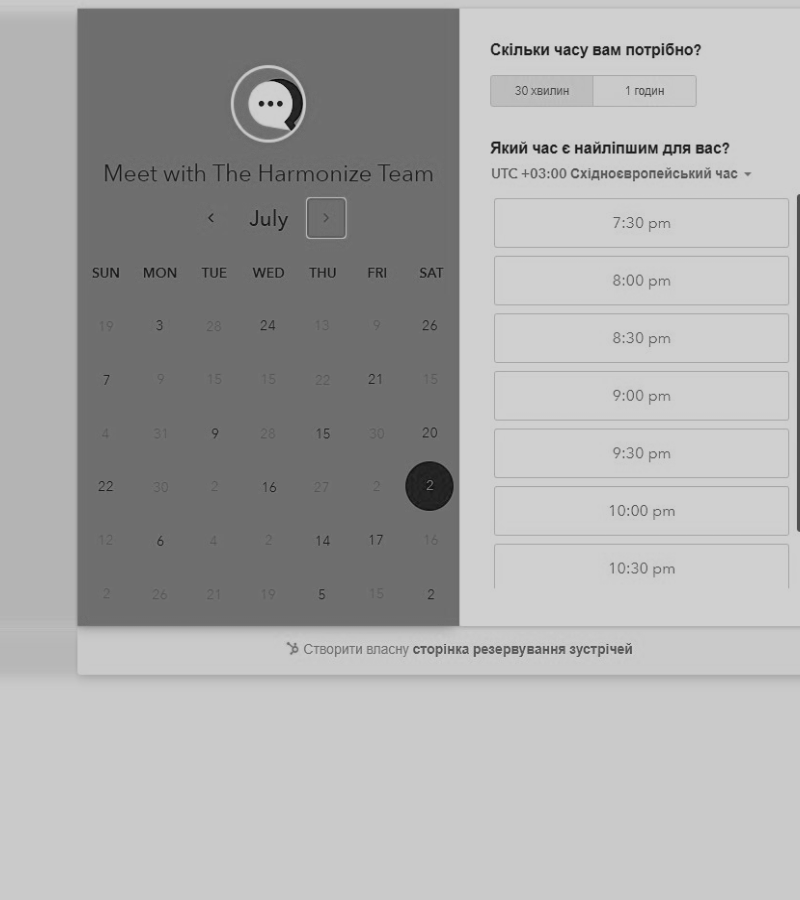 Meet with The Harmonize Team
July
SUN MON TUE WED THU FRI SAT
19 3 28 24 13 9 26
7 9 15 15 22 21 15
4 31 9 28 15 30 20
22 30 2 16 27 2 2
12 6 4 2 14 17 16
2 26 21 19 5 15 2
Скільки часу вам потрібно?
30 хвилин 1 годин
Який час є найліпшим для вас?
UTC +03:00 Східноєвропейський час
7:30 pm
8:00 pm
8:30 pm
9:00 pm
9:30 pm
10:00 pm
10:30 pm
Створити власну сторінка резервування зустрічей